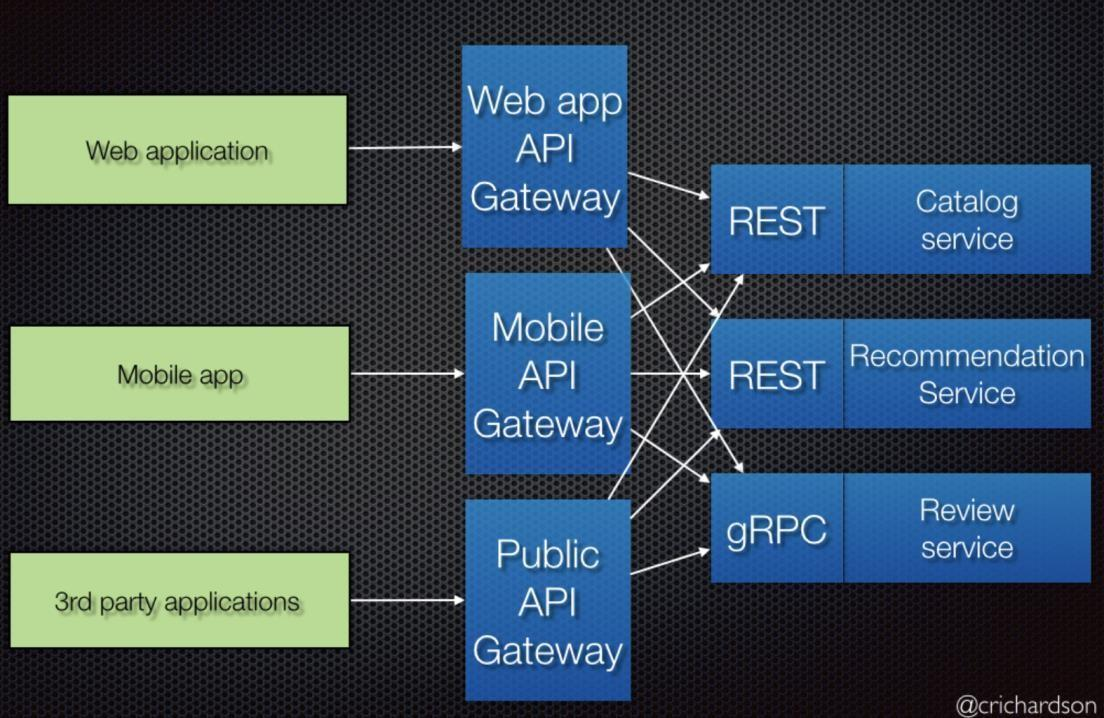 Web application
Web app
API
Gateway
REST
Catalog
service
Mobile app
Mobile
API
Gateway
REST
Recommendation
Service
3rd party applications
Public
API
Gateway
gRPC
Review
service
@crichardson